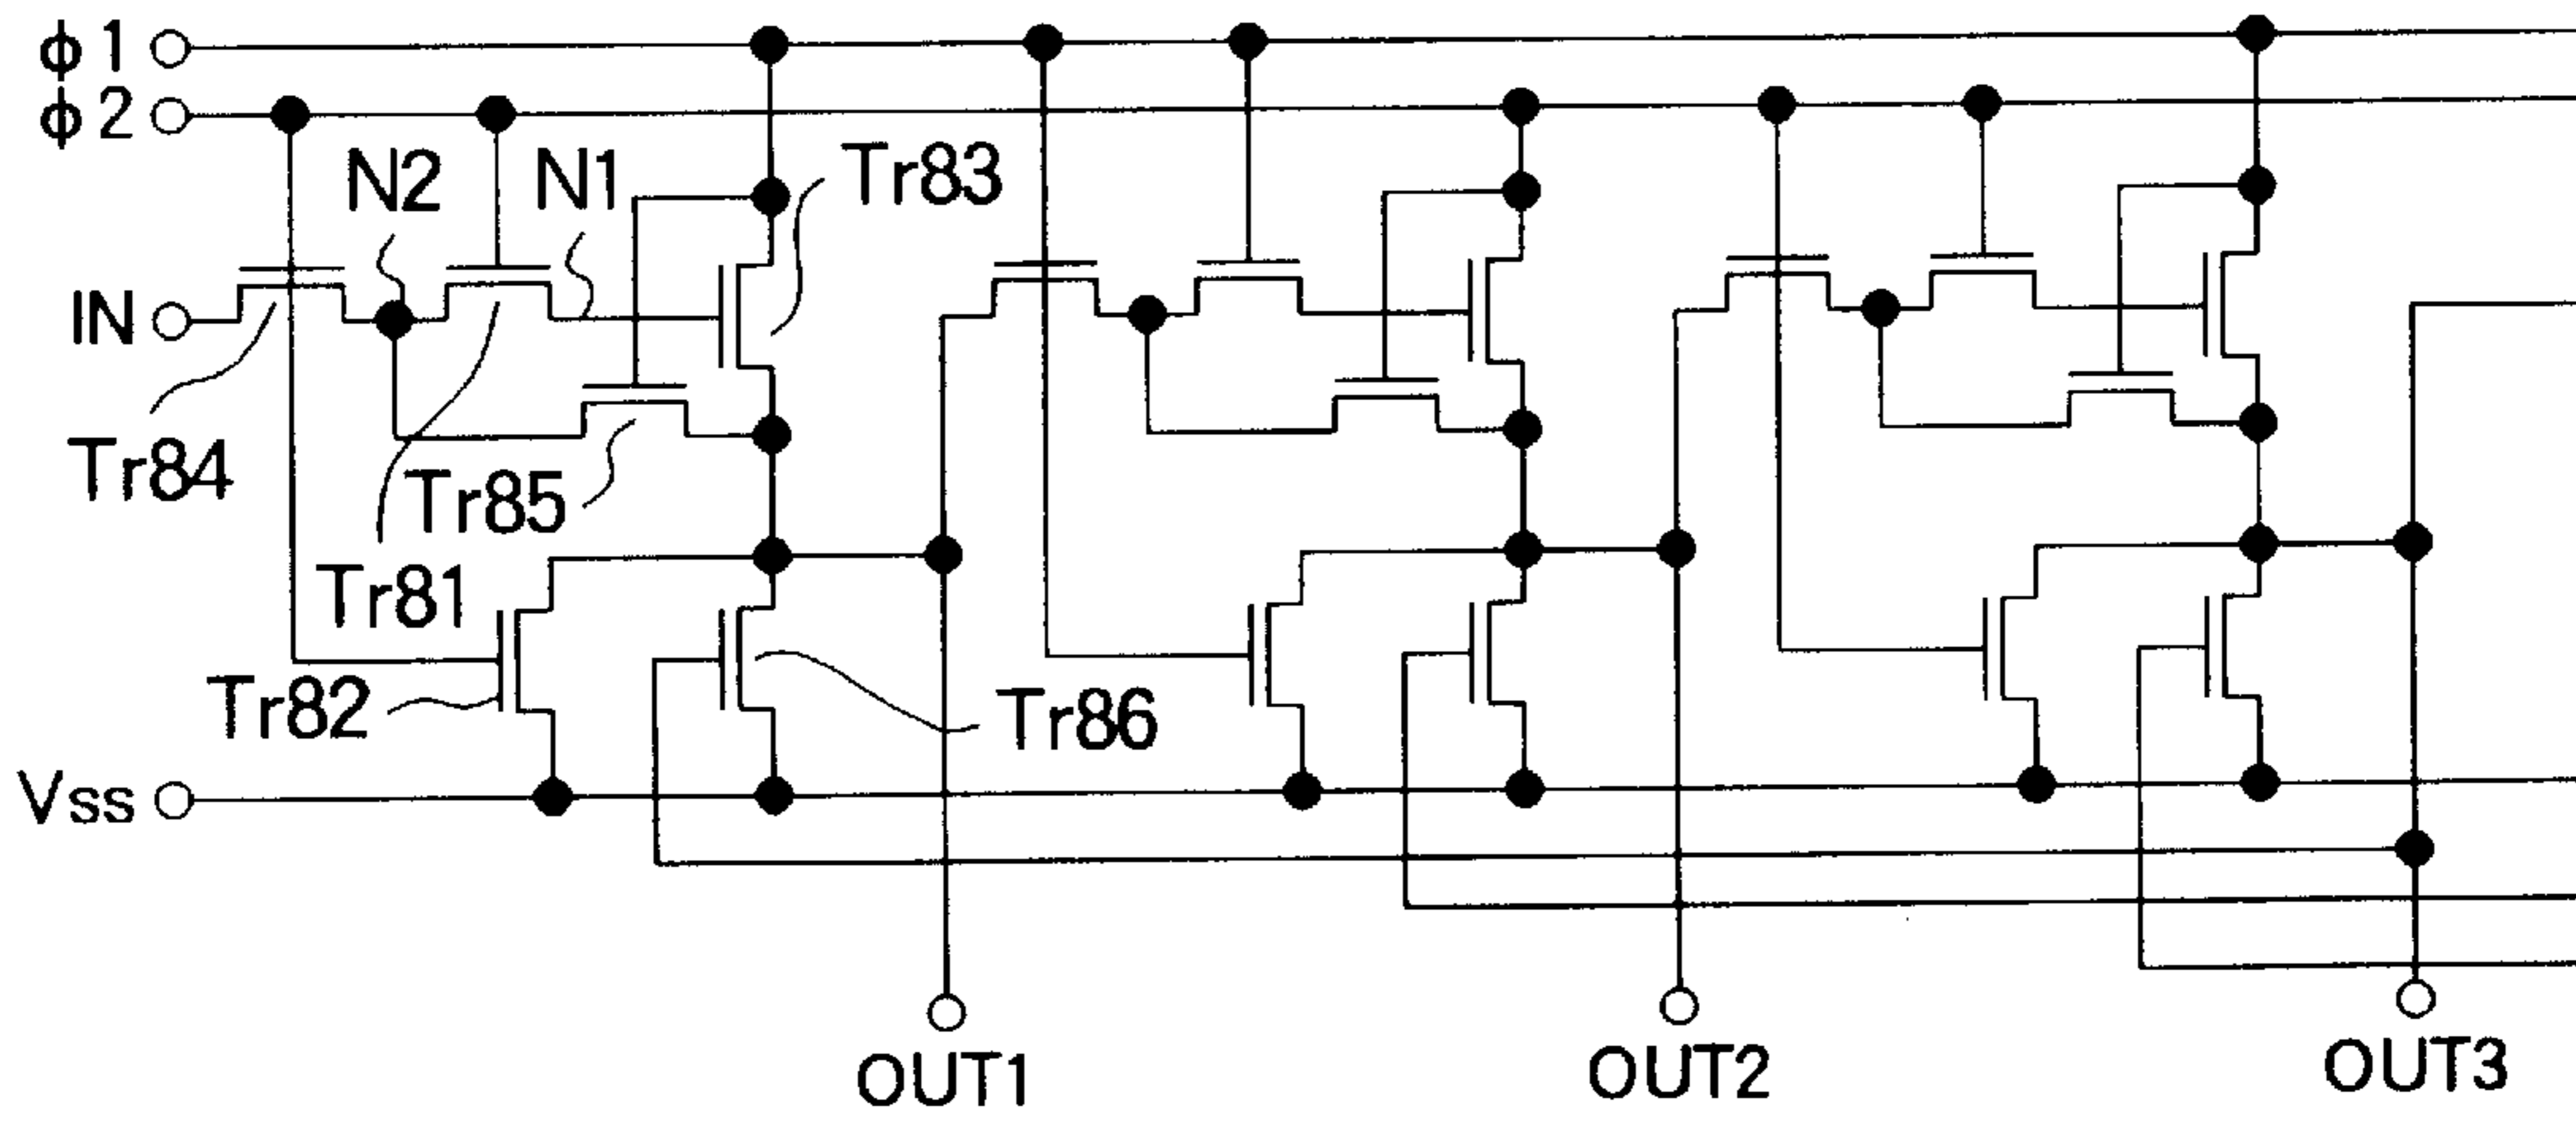 ϕ1
ϕ2
N2
N1
Tr83
IN
Tr84
Tr85
Tr81
Tr82
Tr86
Vss
OUT1
OUT2
OUT3